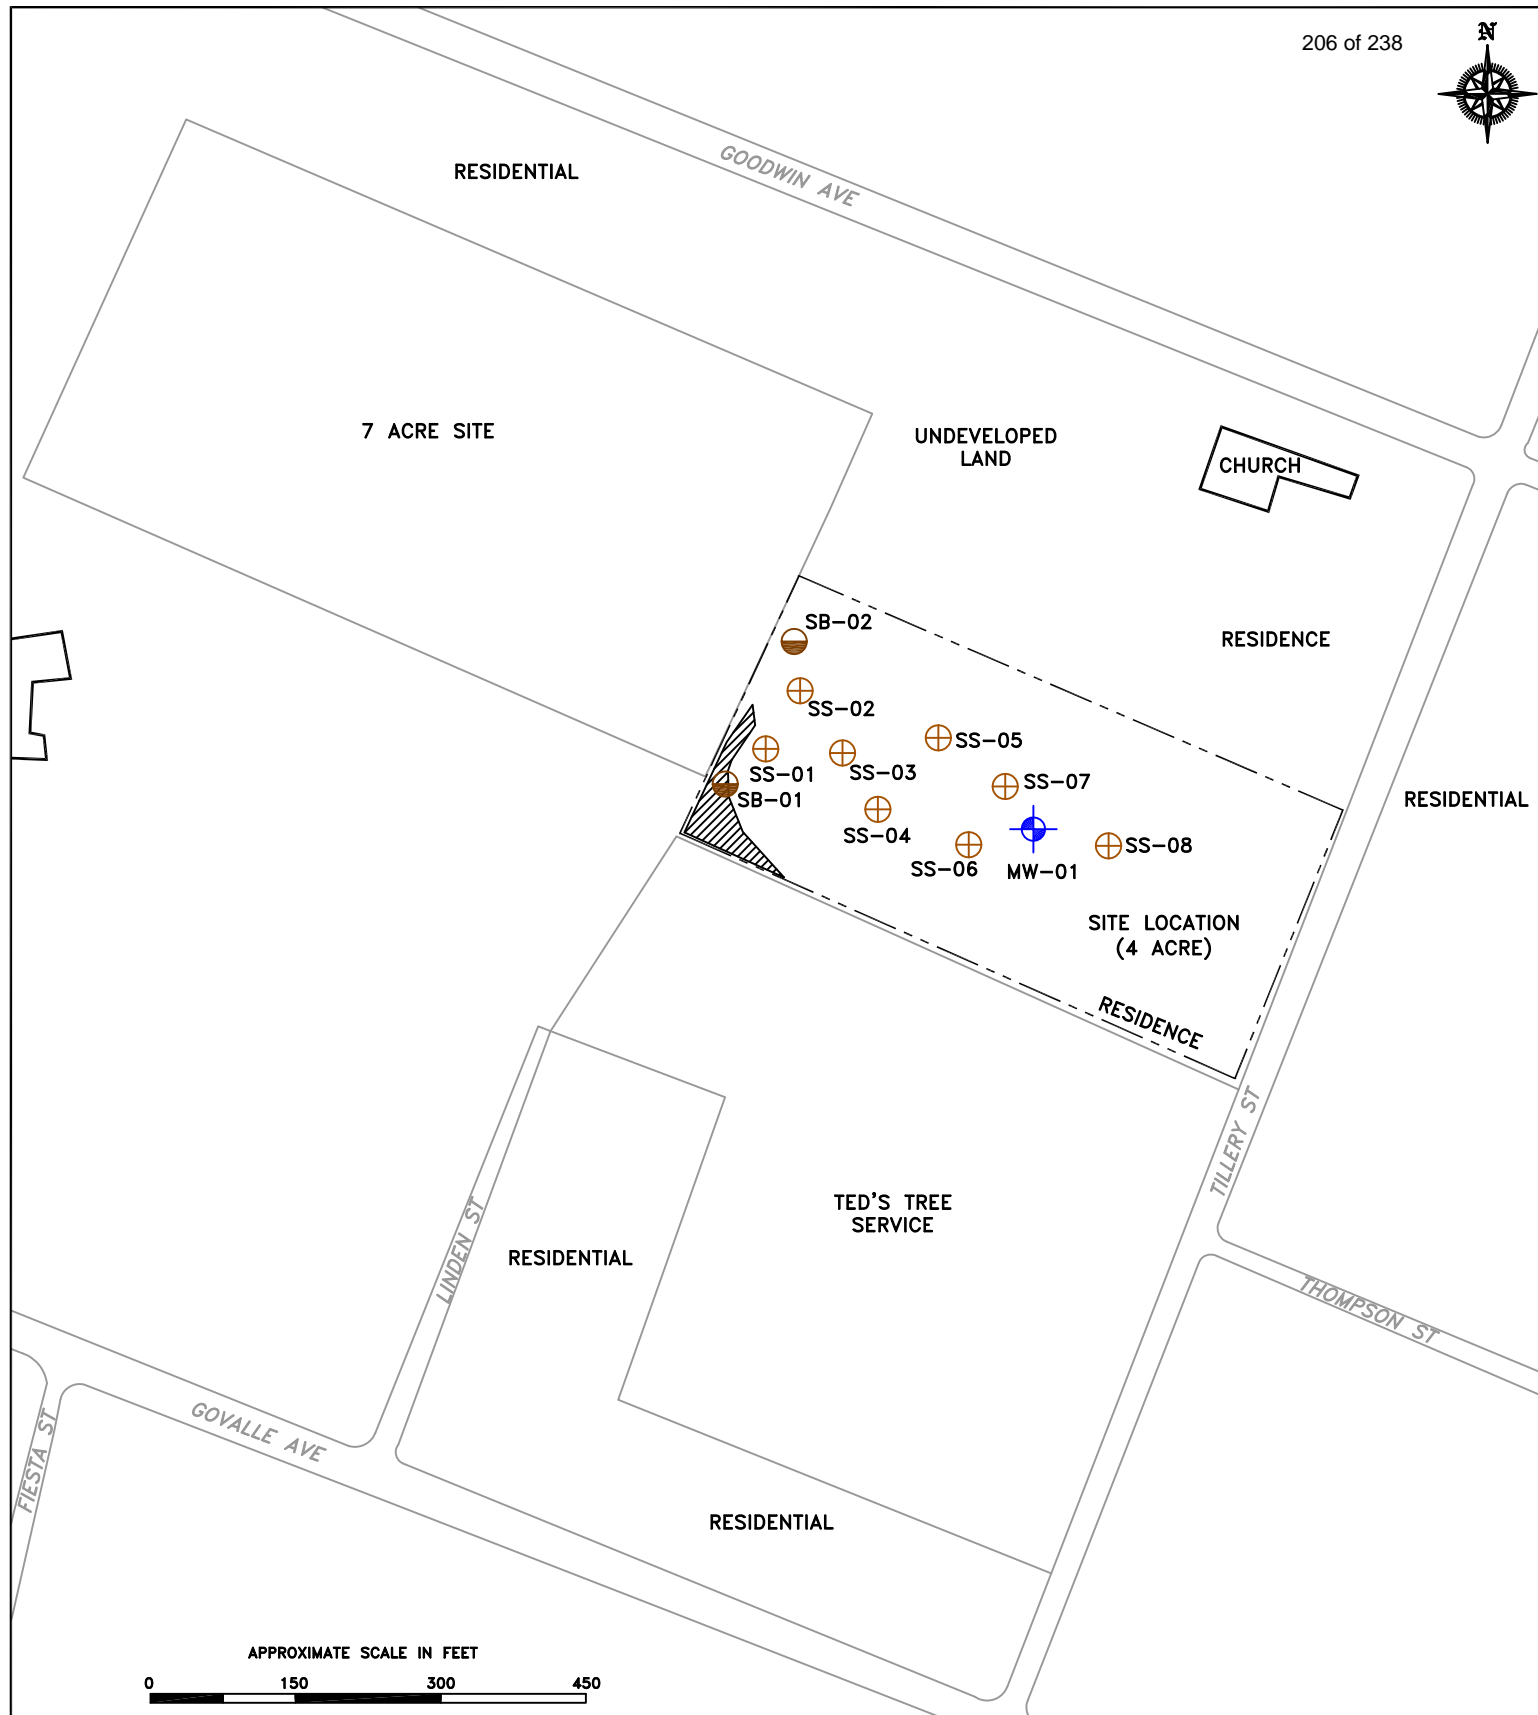 206 of 238
N
GOODWIN AVE
RESIDENTIAL
7 ACRE SITE
UNDEVELOPED
LAND
CHURCH
SB-02
RESIDENCE
SS-02
SS-05
SS-01
SS-03
SS-07
SB-01
RESIDENTIAL
SS-04
SS-08
SS-06
MW-01
SITE LOCATION
(4 ACRE)
RESIDENCE
TILLERY ST
TED'S TREE
SERVICE
LINDEN ST
RESIDENTIAL
THOMPSON ST
GOVALLE AVE
FIESTA ST
RESIDENTIAL
APPROXIMATE SCALE IN FEET
0 150 300 450